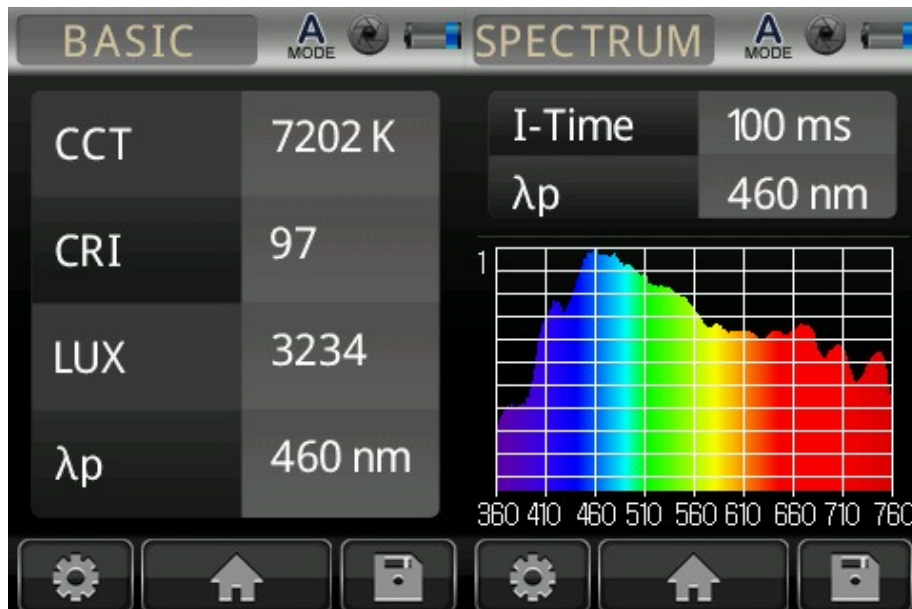 BASIC
A
MODE
CCT
7202 K
CRI
97
LUX
3234
λp
460 nm
SPECTRUM
A
MODE
I-Time
100 ms
λp
460 nm
1
360 410 460 510 560 610 660 710 760